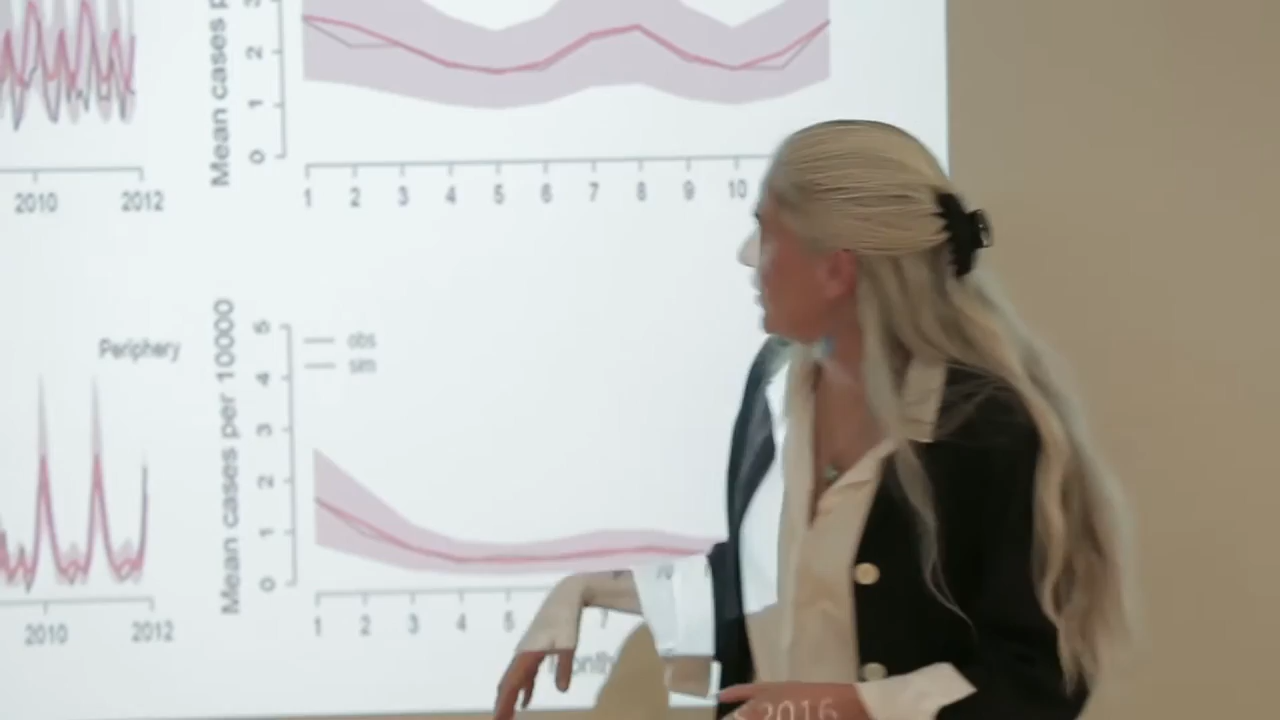 Mean cases p
3
2
1
0
1 2 3 4 5 6 7 8 9 10
2010 2012
Periphery
Mean cases per 10000
5
4
3
2
1
0
obs
sim
1 2 3 4 5 7
2010 2012
s 2016